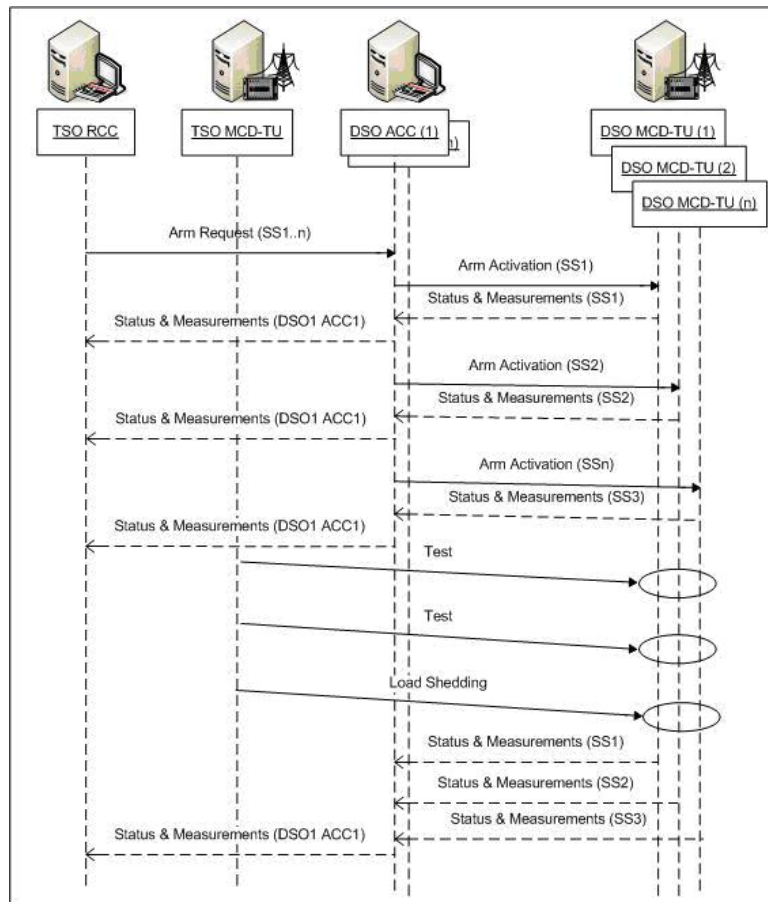 TSO RCC
TSO MCD-TU
DSO ACC (1)
n)
DSO MCD-TU (1)
DSO MCD-TU (2)
DSO MCD-TU (n)
Arm Request (SS1..n)
Arm Activation (SS1)
Status & Measurements (SS1)
Status & Measurements (DSO1 ACC1)
Arm Activation (SS2)
Status & Measurements (SS2)
Status & Measurements (DSO1 ACC1)
Arm Activation (SSn)
Status & Measurements (SS3)
Status & Measurements (DSO1 ACC1)
Test
Test
Load Shedding
Status & Measurements (SS1)
Status & Measurements (SS2)
Status & Measurements (SS3)
Status & Measurements (DSO1 ACC1)